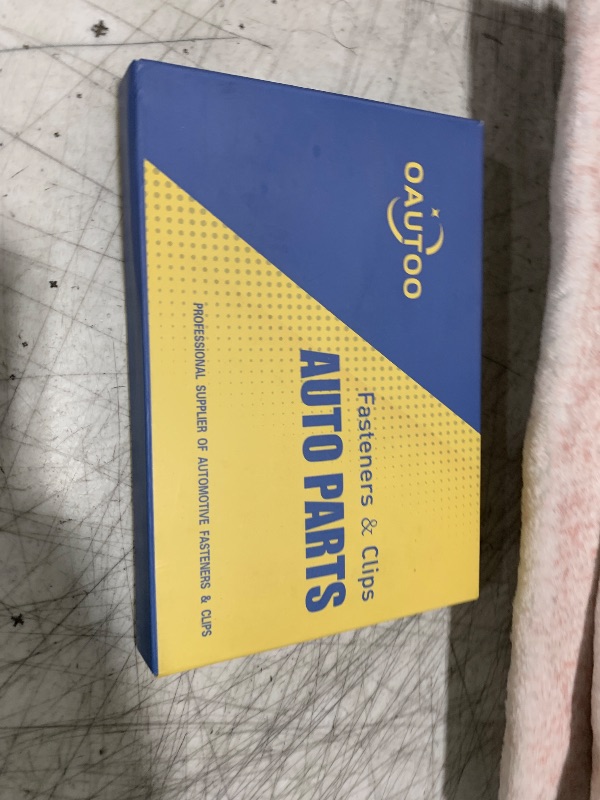 OAUTOO
Fasteners & Clips
AUTO PARTS
PROFESSIONAL SUPPLIER OF AUTOMOTIVE FASTENERS & CLIPS